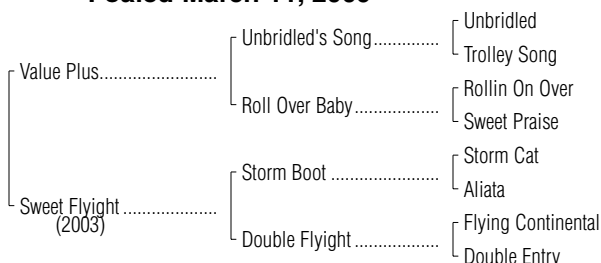 Foaled March
Unbridled
Unbridled's Song..............
Trolley Song
Value Plus........................
Rollin On Over
Roll Over Baby..................
Sweet Praise
Storm Cat
Storm Boot .......................
Aliata
Sweet Flyight ...................
(2003)
Flying Continental
Double Flyight ..................
Double Entry